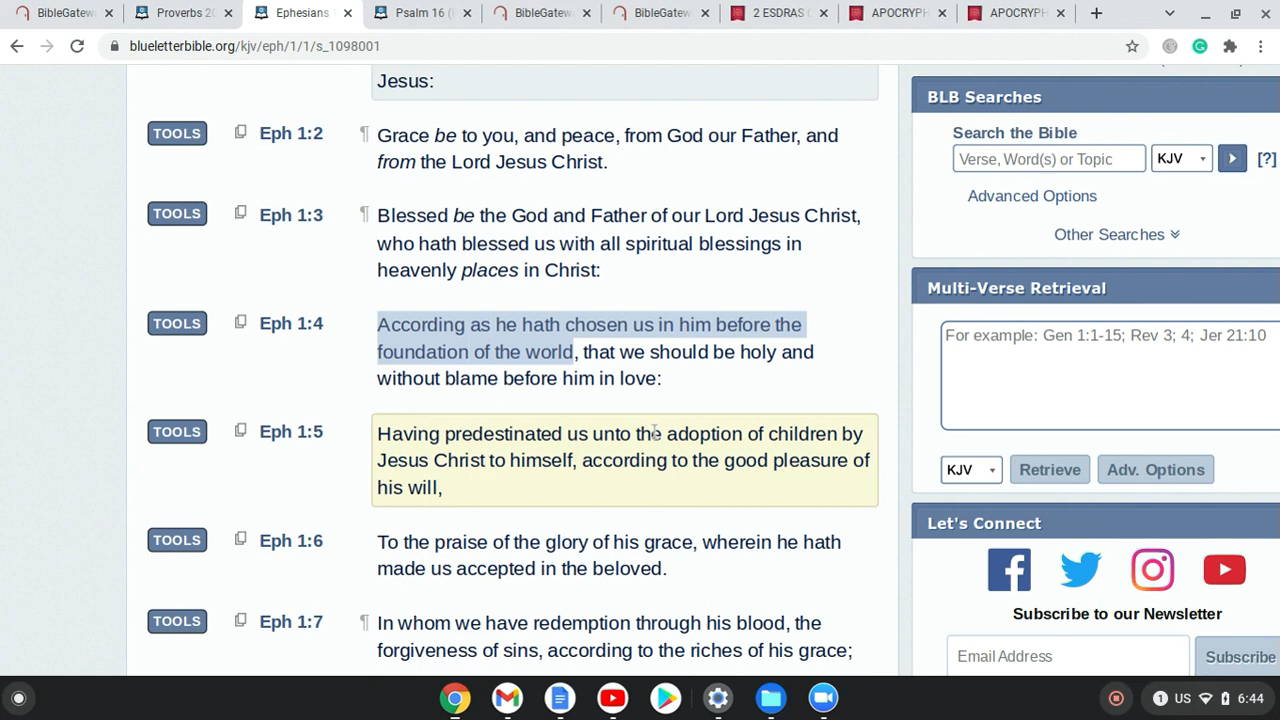 BibleGatew
Proverbs 20
Ephesians
Psalm 16 (
BibleGatew
BibleGatew
2 ESDRAS
APOCRYPH
APOCRYPH
blueletterbible.org/kjv/eph/1/1/s_1098001
Jesus:
TOOLS Eph 1:2 ¶ Grace be to you, and peace, from God our Father, and
from the Lord Jesus Christ.
TOOLS Eph 1:3 ¶ Blessed be the God and Father of our Lord Jesus Christ,
who hath blessed us with all spiritual blessings in
heavenly places in Christ:
TOOLS Eph 1:4 According as he hath chosen us in him before the
foundation of the world, that we should be holy and
without blame before him in love:
TOOLS Eph 1:5 Having predestinated us unto the adoption of children by
Jesus Christ to himself, according to the good pleasure of
his will,
TOOLS Eph 1:6 To the praise of the glory of his grace, wherein he hath
made us accepted in the beloved.
TOOLS Eph 1:7 ¶ In whom we have redemption through his blood, the
forgiveness of sins, according to the riches of his grace;
BLB Searches
Search the Bible
Verse, Word(s) or Topic KJV [?]
Advanced Options
Other Searches
Multi-Verse Retrieval
For example: Gen 1:1-15; Rev 3; 4; Jer 21:10
KJV Retrieve Adv. Options
Let's Connect
Subscribe to our Newsletter
Email Address Subscribe
1 US 6:44